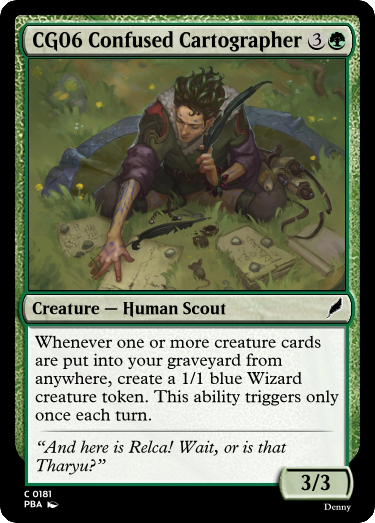 CG06 Confused Cartographer 3
Creature — Human Scout
Whenever one or more creature cards
are put into your graveyard from
anywhere, create a 1/1 blue Wizard
creature token. This ability triggers only
once each turn.
“And here is Relca! Wait, or is that
Tharyu?”
3/3
C 0181
PBA
Denny